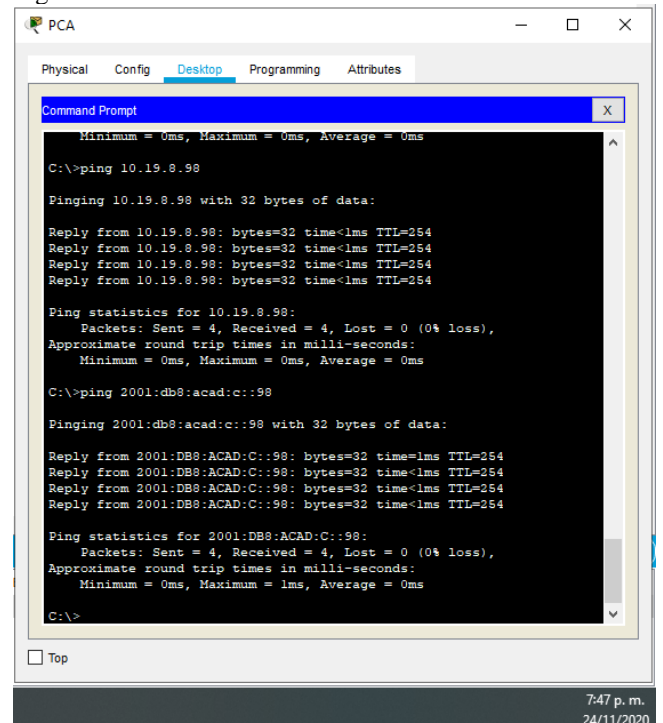 PCA
Physical Config Desktop Programming Attributes
Command Prompt X
Minimum = 0ms, Maximum = 0ms, Average = 0ms
C:\>ping 10.19.8.98
Pinging 10.19.8.98 with 32 bytes of data:
Reply from 10.19.8.98: bytes=32 time<1ms TTL=254
Reply from 10.19.8.98: bytes=32 time<1ms TTL=254
Reply from 10.19.8.98: bytes=32 time<1ms TTL=254
Reply from 10.19.8.98: bytes=32 time<1ms TTL=254
Ping statistics for 10.19.8.98:
Packets: Sent = 4, Received = 4, Lost = 0 (0% loss),
Approximate round trip times in milli-seconds:
Minimum = 0ms, Maximum = 0ms, Average = 0ms
C:\>ping 2001:db8:acad:c::98
Pinging 2001:db8:acad:c::98 with 32 bytes of data:
Reply from 2001:DB8:ACAD:C::98: bytes=32 time=1ms TTL=254
Reply from 2001:DB8:ACAD:C::98: bytes=32 time<1ms TTL=254
Reply from 2001:DB8:ACAD:C::98: bytes=32 time<1ms TTL=254
Reply from 2001:DB8:ACAD:C::98: bytes=32 time<1ms TTL=254
Ping statistics for 2001:DB8:ACAD:C::98:
Packets: Sent = 4, Received = 4, Lost = 0 (0% loss),
Approximate round trip times in milli-seconds:
Minimum = 0ms, Maximum = 1ms, Average = 0ms
C:\>
Top
7:47 p. m.
24/11/2020